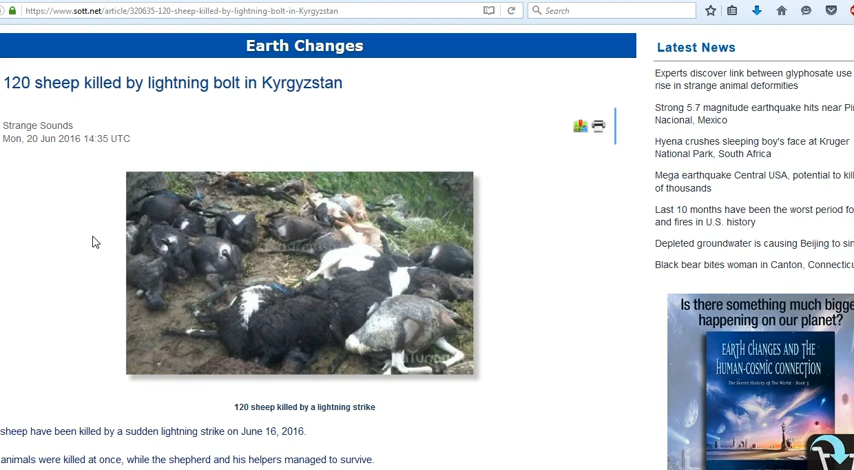 https://www.sott.net/article/320635-120-sheep-killed-by-lightning-bolt-in-Kyrgyzstan
Search
Earth Changes
120 sheep killed by lightning bolt in Kyrgyzstan
Strange Sounds
Mon, 20 Jun 2016 14:35 UTC
120 sheep killed by a lightning strike
sheep have been killed by a sudden lightning strike on June 16, 2016.
animals were killed at once, while the shepherd and his helpers managed to survive.
Latest News
Experts discover link between glyphosate use
rise in strange animal deformities
Strong 5.7 magnitude earthquake hits near
Nacional, Mexico
Hyena crushes sleeping boy's face at Kruger
National Park, South Africa
Mega earthquake Central USA, potential to
of thousands
Last 10 months have been the worst period
and fires in U.S. history
Depleted groundwater is causing Beijing to
Black bear bites woman in Canton,
Is there something much
happening on our planet?
EARTH CHANGES AND THE
HUMAN-COSMIC CONNECTION
The Secret History of The World - Book 3